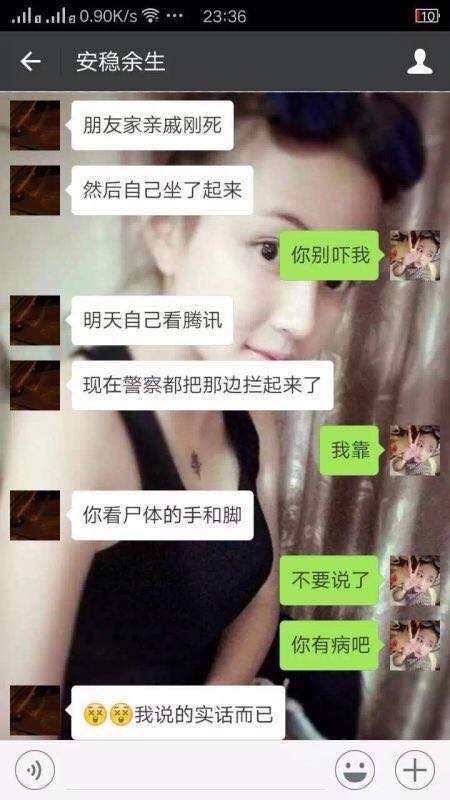 0.90K/s
23:36
10
安稳余生
朋友家亲戚刚死
然后自己坐了起来
你别吓我
明天自己看腾讯
现在警察都把那边拦起来了
我靠
你看尸体的手和脚
不要说了
你有病吧
😵😵我说的实话而已